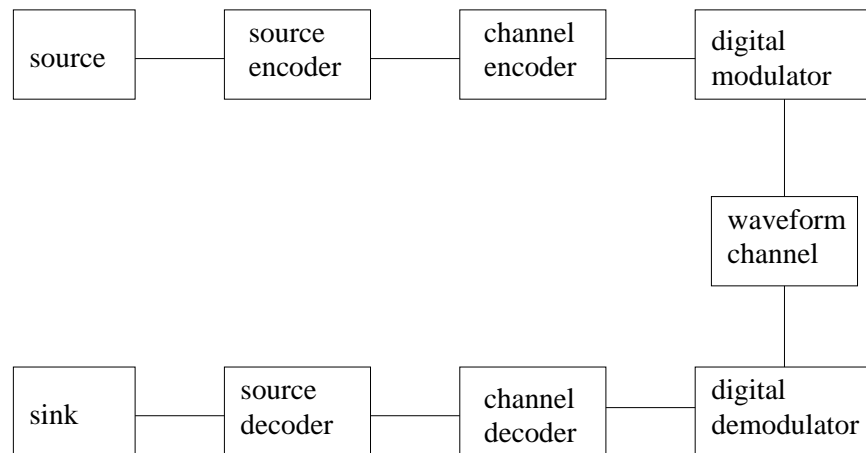 source
source
encoder
channel
encoder
digital
modulator
waveform
channel
sink
source
decoder
channel
decoder
digital
demodulator